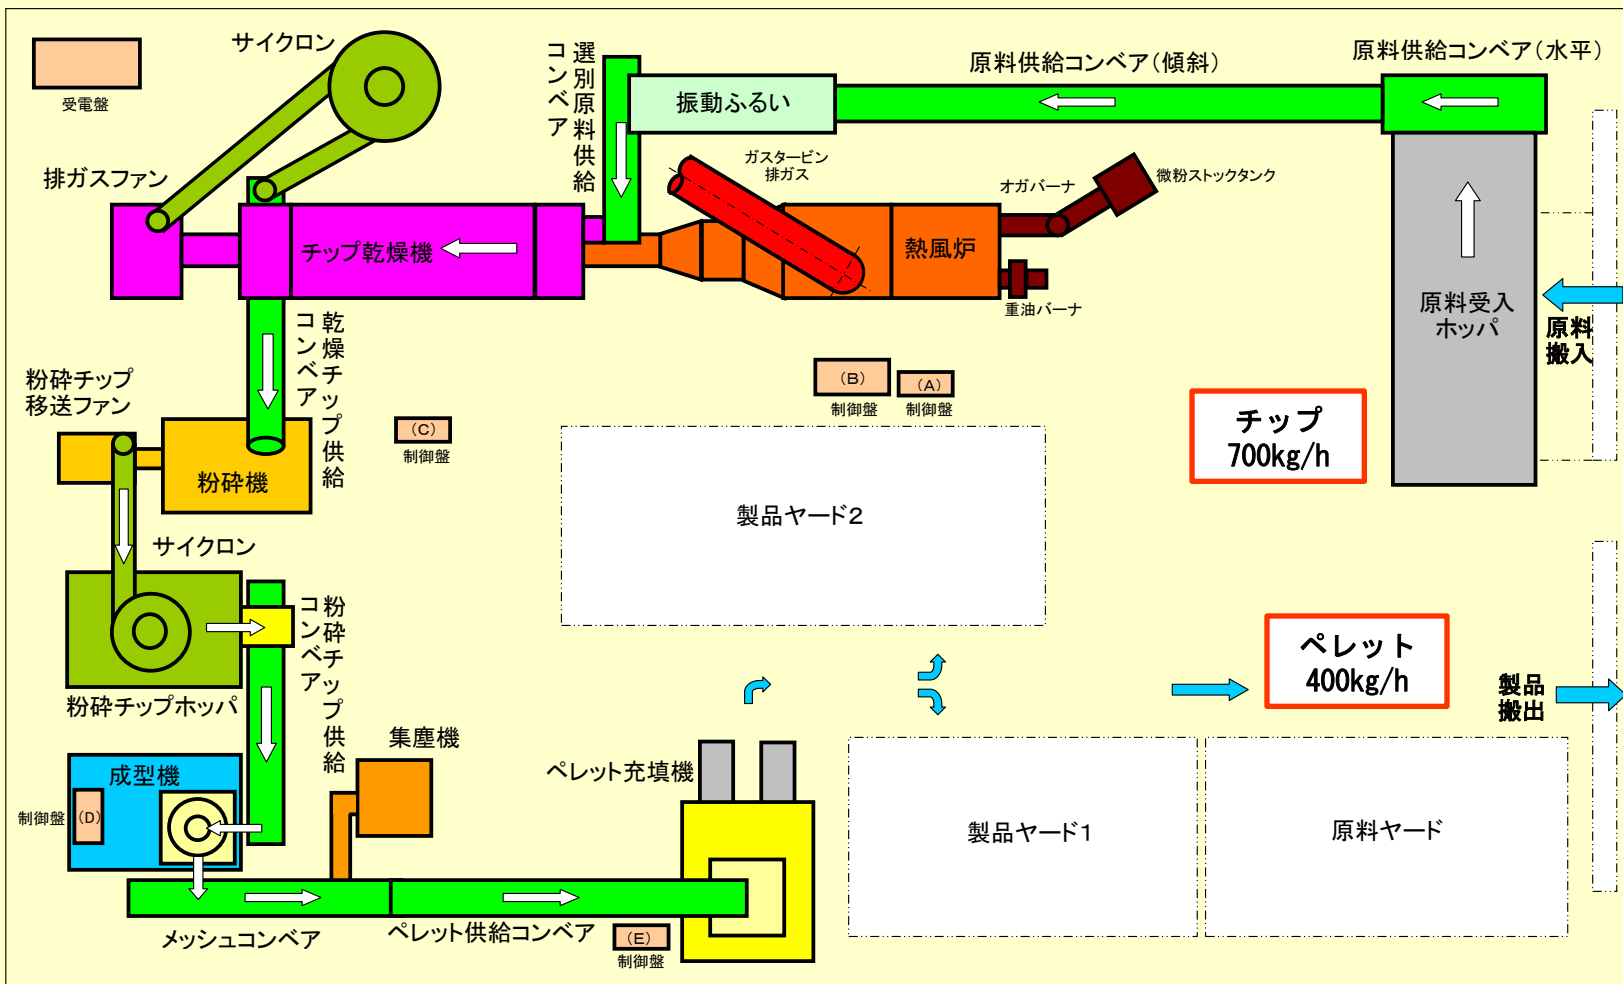 サイクロン
受電盤
選別原料供給
コンベア
原料供給コンベア（傾斜）
原料供給コンベア（水平）
振動ふるい
排ガスファン
ガスタービン
排ガス
オガバーナ
微粉ストックタンク
チップ乾燥機
熱風炉
重油バーナ
原料受入
ホッパ
原料
搬入
乾燥チップ供給
コンベア
粉砕チップ
移送ファン
（B）
制御盤
（A）
制御盤
（C）
制御盤
チップ
700kg/h
粉砕機
製品ヤード２
サイクロン
粉砕チップ供給
コンベア
粉砕チップホッパ
ペレット
400kg/h
製品
搬出
成型機
制御盤
（D）
集塵機
ペレット充填機
製品ヤード１
原料ヤード
メッシュコンベア
ペレット供給コンベア
（E）
制御盤